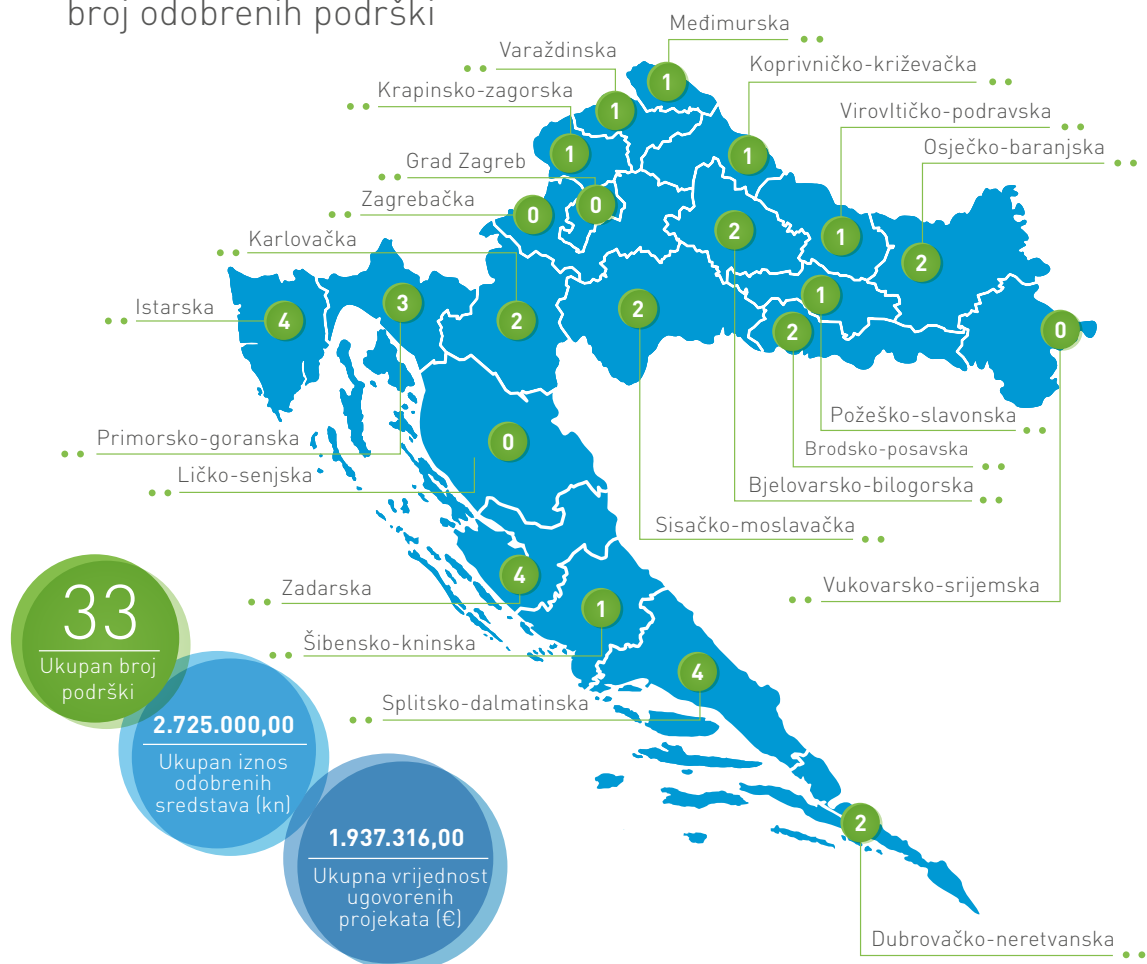 broj odobrenih podrški
Međimurska
1
Varaždinska
1
Koprivničko-križevačka
1
Krapinsko-zagorska
1
VirovItičko-podravska
1
Osječko-baranjska
2
Grad Zagreb
0
Zagrebačka
0
Karlovačka
2
Istarska
4
3
2
2
1
2
0
Požeško-slavonska
Brodsko-posavska
Primorsko-goranska
0
Ličko-senjska
Bjelovarsko-bilogorska
Sisačko-moslavačka
Vukovarsko-srijemska
4
Zadarska
1
Šibensko-kninska
4
Splitsko-dalmatinska
33
Ukupan broj
podrški
2.725.000,00
Ukupan iznos
odobrenih
sredstava (kn)
1.937.316,00
Ukupna vrijednost
ugovorenih
projekata (€)
2
Dubrovačko-neretvanska